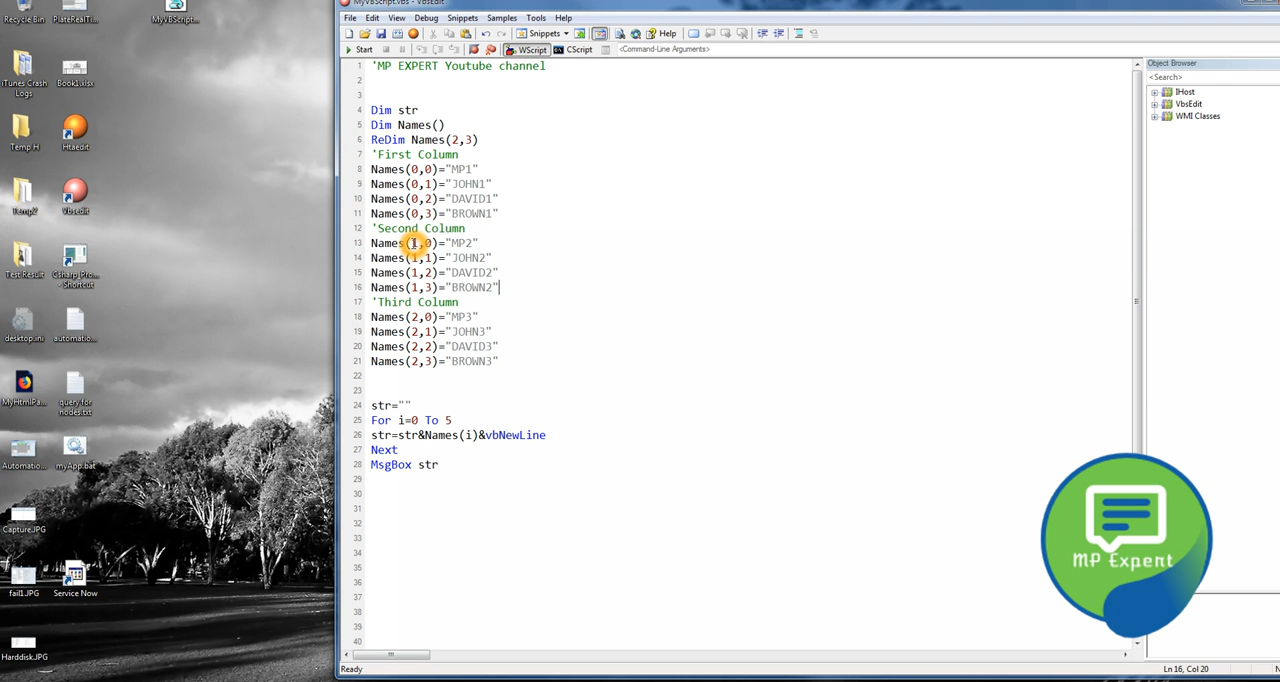 MyVBScript.vbs - VbsEdit
File Edit View Debug Snippets Samples Tools Help
Snippets Help
Start WScript CScript <Command-Line Arguments>
1 'MP EXPERT Youtube channel
2
3
4 Dim str
5 Dim Names()
6 ReDim Names(2,3)
7 'First Column
8 Names(0,0)="MP1"
9 Names(0,1)="JOHN1"
10 Names(0,2)="DAVID1"
11 Names(0,3)="BROWN1"
12 'Second Column
13 Names(1,0)="MP2"
14 Names(1,1)="JOHN2"
15 Names(1,2)="DAVID2"
16 Names(1,3)="BROWN2"
17 'Third Column
18 Names(2,0)="MP3"
19 Names(2,1)="JOHN3"
20 Names(2,2)="DAVID3"
21 Names(2,3)="BROWN3"
22
23
24 str=""
25 For i=0 To 5
26 str=str&Names(i)&vbNewLine
27 Next
28 MsgBox str
29
30
31
32
33
34
35
36
37
38
39
40
Ready
Ln 16, Col 20
Object Browser
<Search>
IHost
VbsEdit
WMI Classes
MP Expert
Recycle Bin
PlateRealTi...
MyVBScript...
iTunes Crash
Logs
Book1.xlsx
Temp H
Htaedit
Temp2
Vbsedit
Test Result
Csharp_Pro...
- Shortcut
desktop.ini
automatio...
MyHtmlPa...
query for
nodes.txt
Automatio...
myApp.bat
Capture.JPG
fail1.JPG
Service Now
Harddisk.JPG